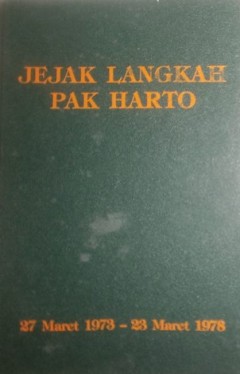 JEJAK LANGKAH
PAK HARTO
27 Maret 1973 – 23 Maret 1978